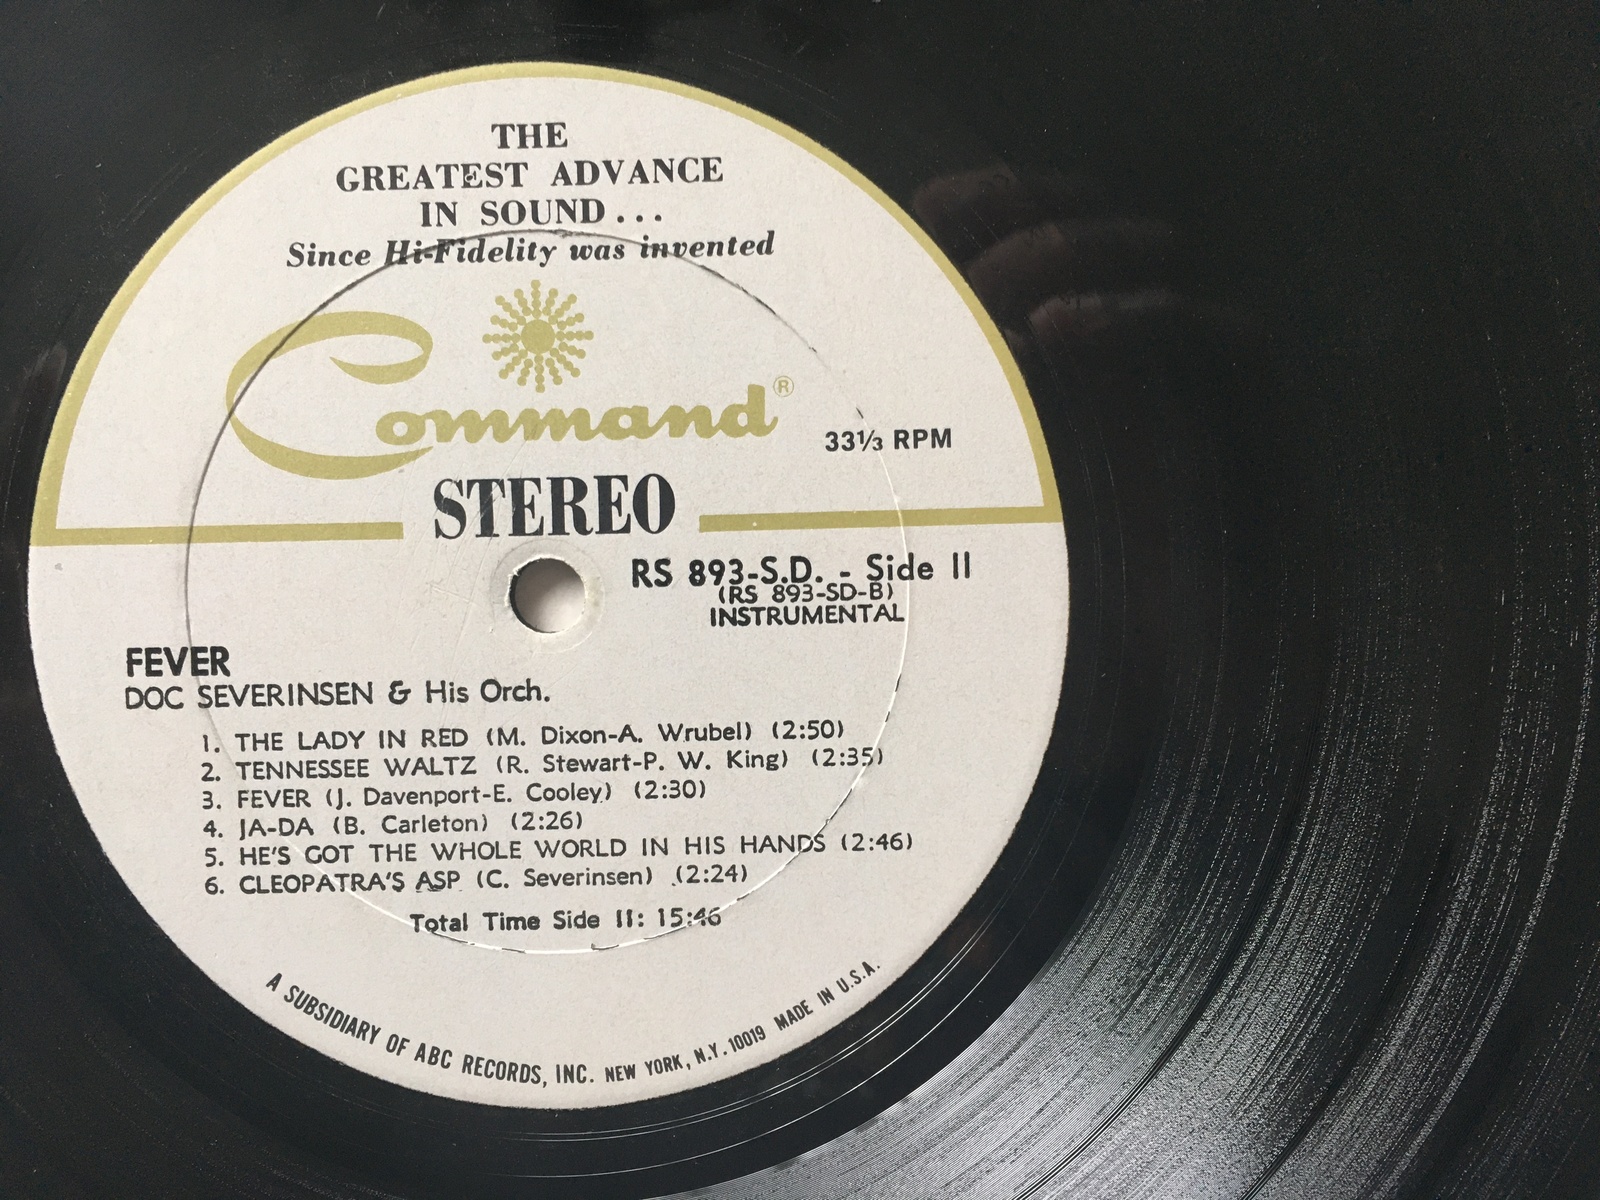 THE
GREATEST ADVANCE
IN SOUND...
Since Hi-Fidelity was invented
Command®
33⅓ RPM
STEREO
RS 893-S.D. - Side II
(RS 893-SD-B)
INSTRUMENTAL
FEVER
DOC SEVERINSEN & His Orch.
1. THE LADY IN RED (M. Dixon-A. Wrubel) (2:50)
2. TENNESSEE WALTZ (R. Stewart-P. W. King) (2:35)
3. FEVER (J. Davenport-E. Cooley) (2:30)
4. JA-DA (B. Carleton) (2:26)
5. HE'S GOT THE WHOLE WORLD IN HIS HANDS (2:46)
6. CLEOPATRA'S ASP (C. Severinsen) (2:24)
Total Time Side II: 15:46
A SUBSIDIARY OF ABC RECORDS, INC. NEW YORK, N.Y. 10019 MADE IN U.S.A.